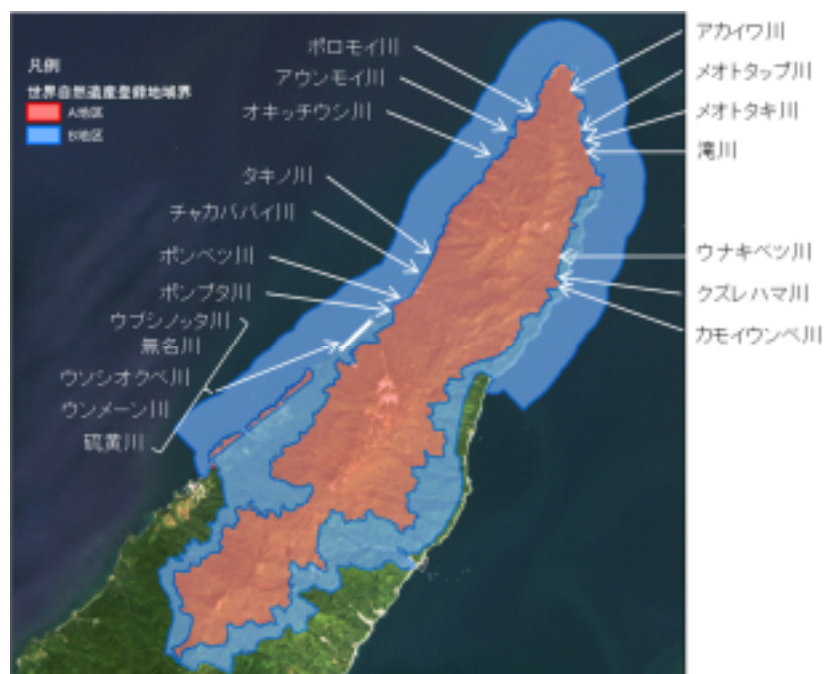 凡例
世界自然遺産登録地域界
A地区
B地区
ポロモイ川
アウンモイ川
オキッチウシ川
タキノ川
チャカババイ川
ポンベツ川
ポンプタ川
ウプシノッタ川
無名川
ウソシオクベ川
ウンメーン川
硫黄川
アカイワ川
メオトタップ川
メオトタキ川
滝川
ウナキベツ川
クズレハマ川
カモイウンベ川